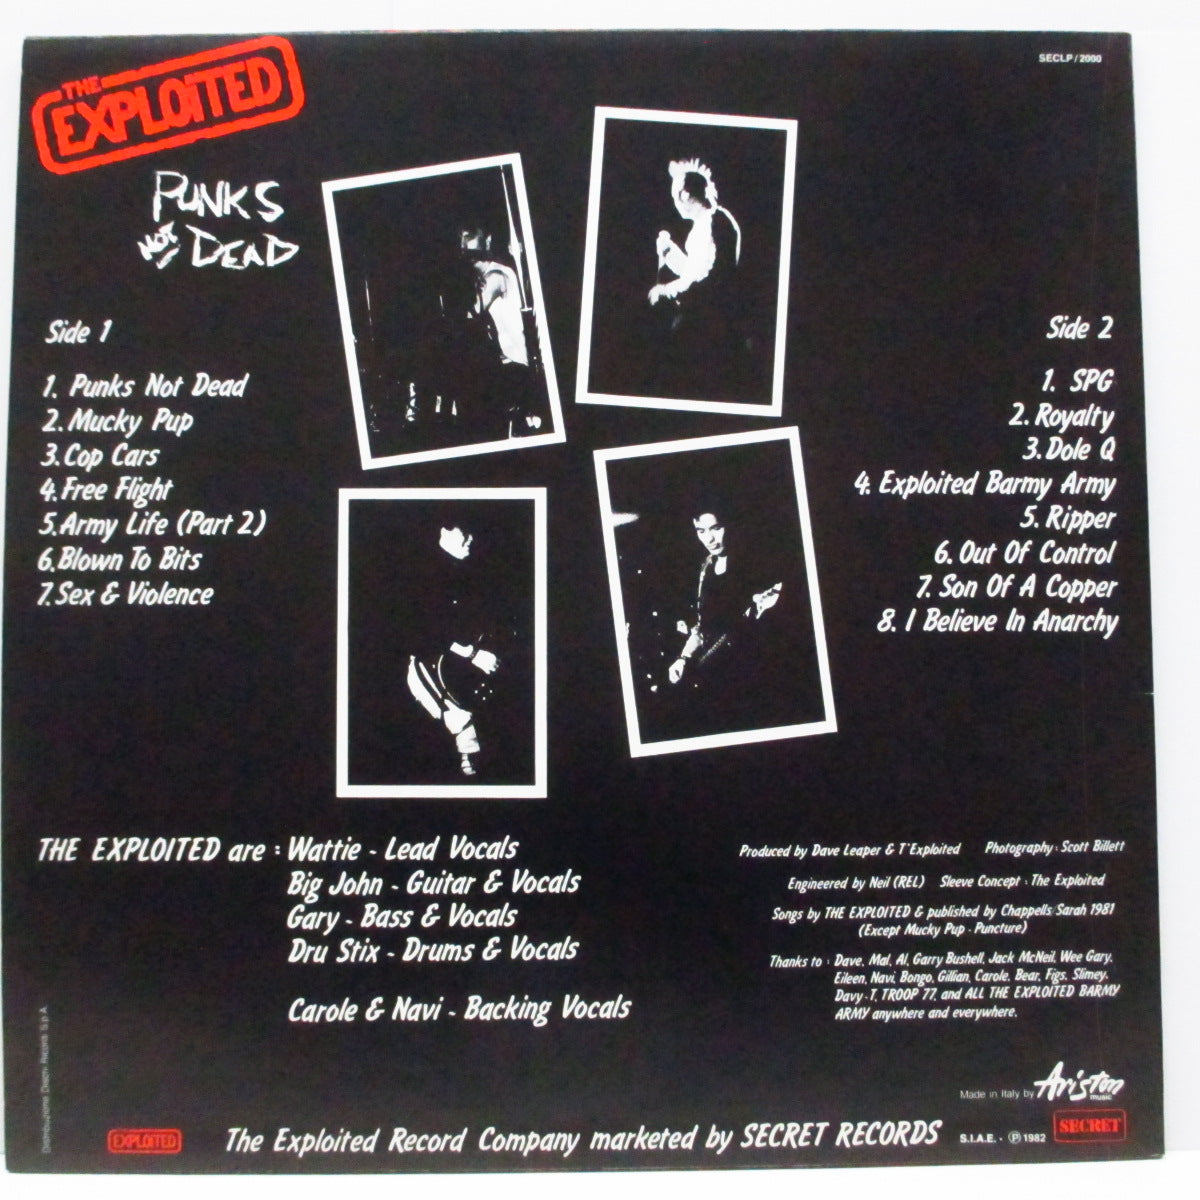 SECLP / 2000
THE
EXPLOITED
PUNKS
NOT DEAD
Side 1
1. Punks Not Dead
2. Mucky Pup
3. Cop Cars
4. Free Flight
5. Army Life (Part 2)
6. Blown To Bits
7. Sex & Violence
Side 2
1. SPG
2. Royalty
3. Dole Q
4. Exploited Barmy Army
5. Ripper
6. Out Of Control
7. Son Of A Copper
8. I Believe In Anarchy
THE EXPLOITED are : Wattie - Lead Vocals
Big John - Guitar & Vocals
Gary - Bass & Vocals
Dru Stix - Drums & Vocals
Carole & Navi - Backing Vocals
Produced by Dave Leaper & T'Exploited Photography : Scott Billett
Engineered by Neil (REL) Sleeve Concept : The Exploited
Songs by THE EXPLOITED & published by Chappells/Sarah 1981
(Except Mucky Pup - Puncture)
Thanks to : Dave, Mal, Al, Garry Bushell, Jack McNeil, Wee Gary,
Eileen, Navi, Bongo, Gillian, Carole, Bear, Figs, Slimey,
Davy-T, TROOP 77, and ALL THE EXPLOITED BARMY
ARMY anywhere and everywhere.
Distribuzione Dischi Ricordi S.p.A.
Made in Italy by Ariston
music
EXPLOITED
The Exploited Record Company marketed by SECRET RECORDS
S.I.A.E. - Ⓟ 1982
SECRET